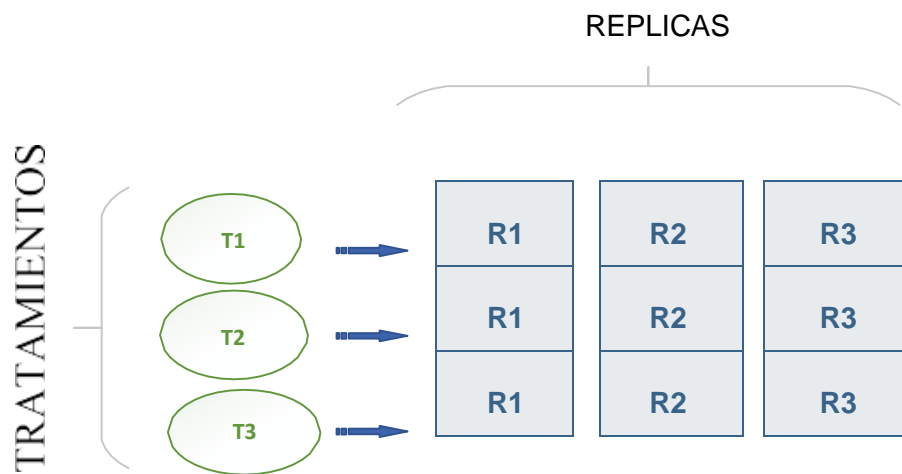 REPLICAS
TRATAMIENTOS
T1 R1 R2 R3
T2 R1 R2 R3
T3 R1 R2 R3